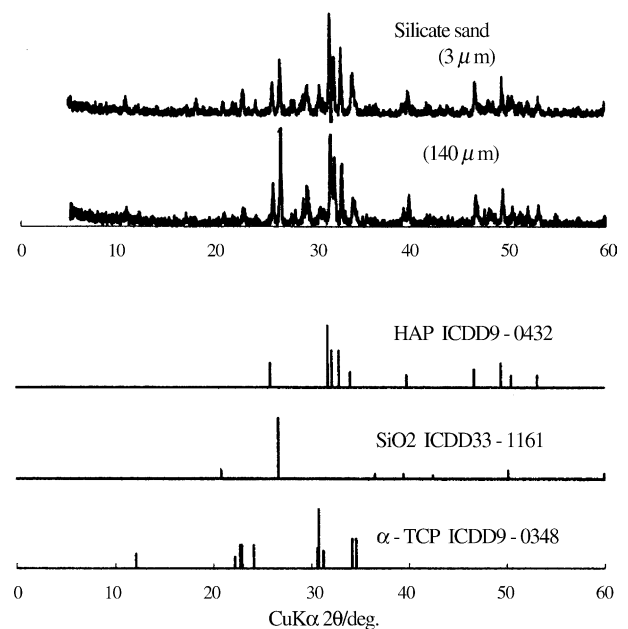 Silicate sand
(3 μm)
(140 μm)
0 10 20 30 40 50 60
HAP ICDD9 - 0432
SiO2 ICDD33 - 1161
α - TCP ICDD9 - 0348
0 10 20 30 40 50 60
CuKα 2θ/deg.